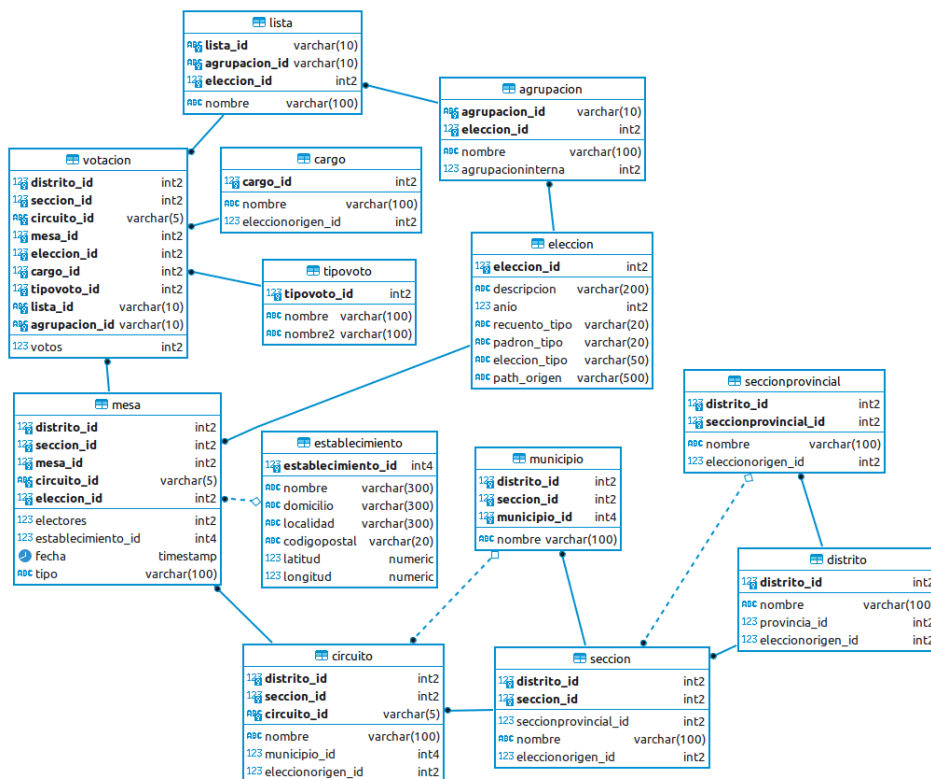 lista
lista_id varchar(10)
agrupacion_id varchar(10)
eleccion_id int2
nombre varchar(100)
agrupacion
agrupacion_id varchar(10)
eleccion_id int2
nombre varchar(100)
agrupacioninterna int2
votacion
distrito_id int2
seccion_id int2
circuito_id varchar(5)
mesa_id int2
eleccion_id int2
cargo_id int2
tipovoto_id int2
lista_id varchar(10)
agrupacion_id varchar(10)
votos int2
cargo
cargo_id int2
nombre varchar(100)
eleccionorigen_id int2
tipovoto
tipovoto_id int2
nombre varchar(100)
nombre2 varchar(100)
eleccion
eleccion_id int2
descripcion varchar(200)
anio int2
recuento_tipo varchar(20)
padron_tipo varchar(20)
eleccion_tipo varchar(50)
path_origen varchar(500)
mesa
distrito_id int2
seccion_id int2
mesa_id int2
circuito_id varchar(5)
eleccion_id int2
electores int2
establecimiento_id int4
fecha timestamp
tipo varchar(100)
establecimiento
establecimiento_id int4
nombre varchar(300)
domicilio varchar(300)
localidad varchar(300)
codigopostal varchar(20)
latitud numeric
longitud numeric
municipio
distrito_id int2
seccion_id int2
municipio_id int4
nombre varchar(100)
seccionprovincial
distrito_id int2
seccionprovincial_id int2
nombre varchar(100)
eleccionorigen_id int2
distrito
distrito_id int2
nombre varchar(100
provincia_id int2
eleccionorigen_id int2
circuito
distrito_id int2
seccion_id int2
circuito_id varchar(5)
nombre varchar(100)
municipio_id int4
eleccionorigen_id int2
seccion
distrito_id int2
seccion_id int2
seccionprovincial_id int2
nombre varchar(100)
eleccionorigen_id int2